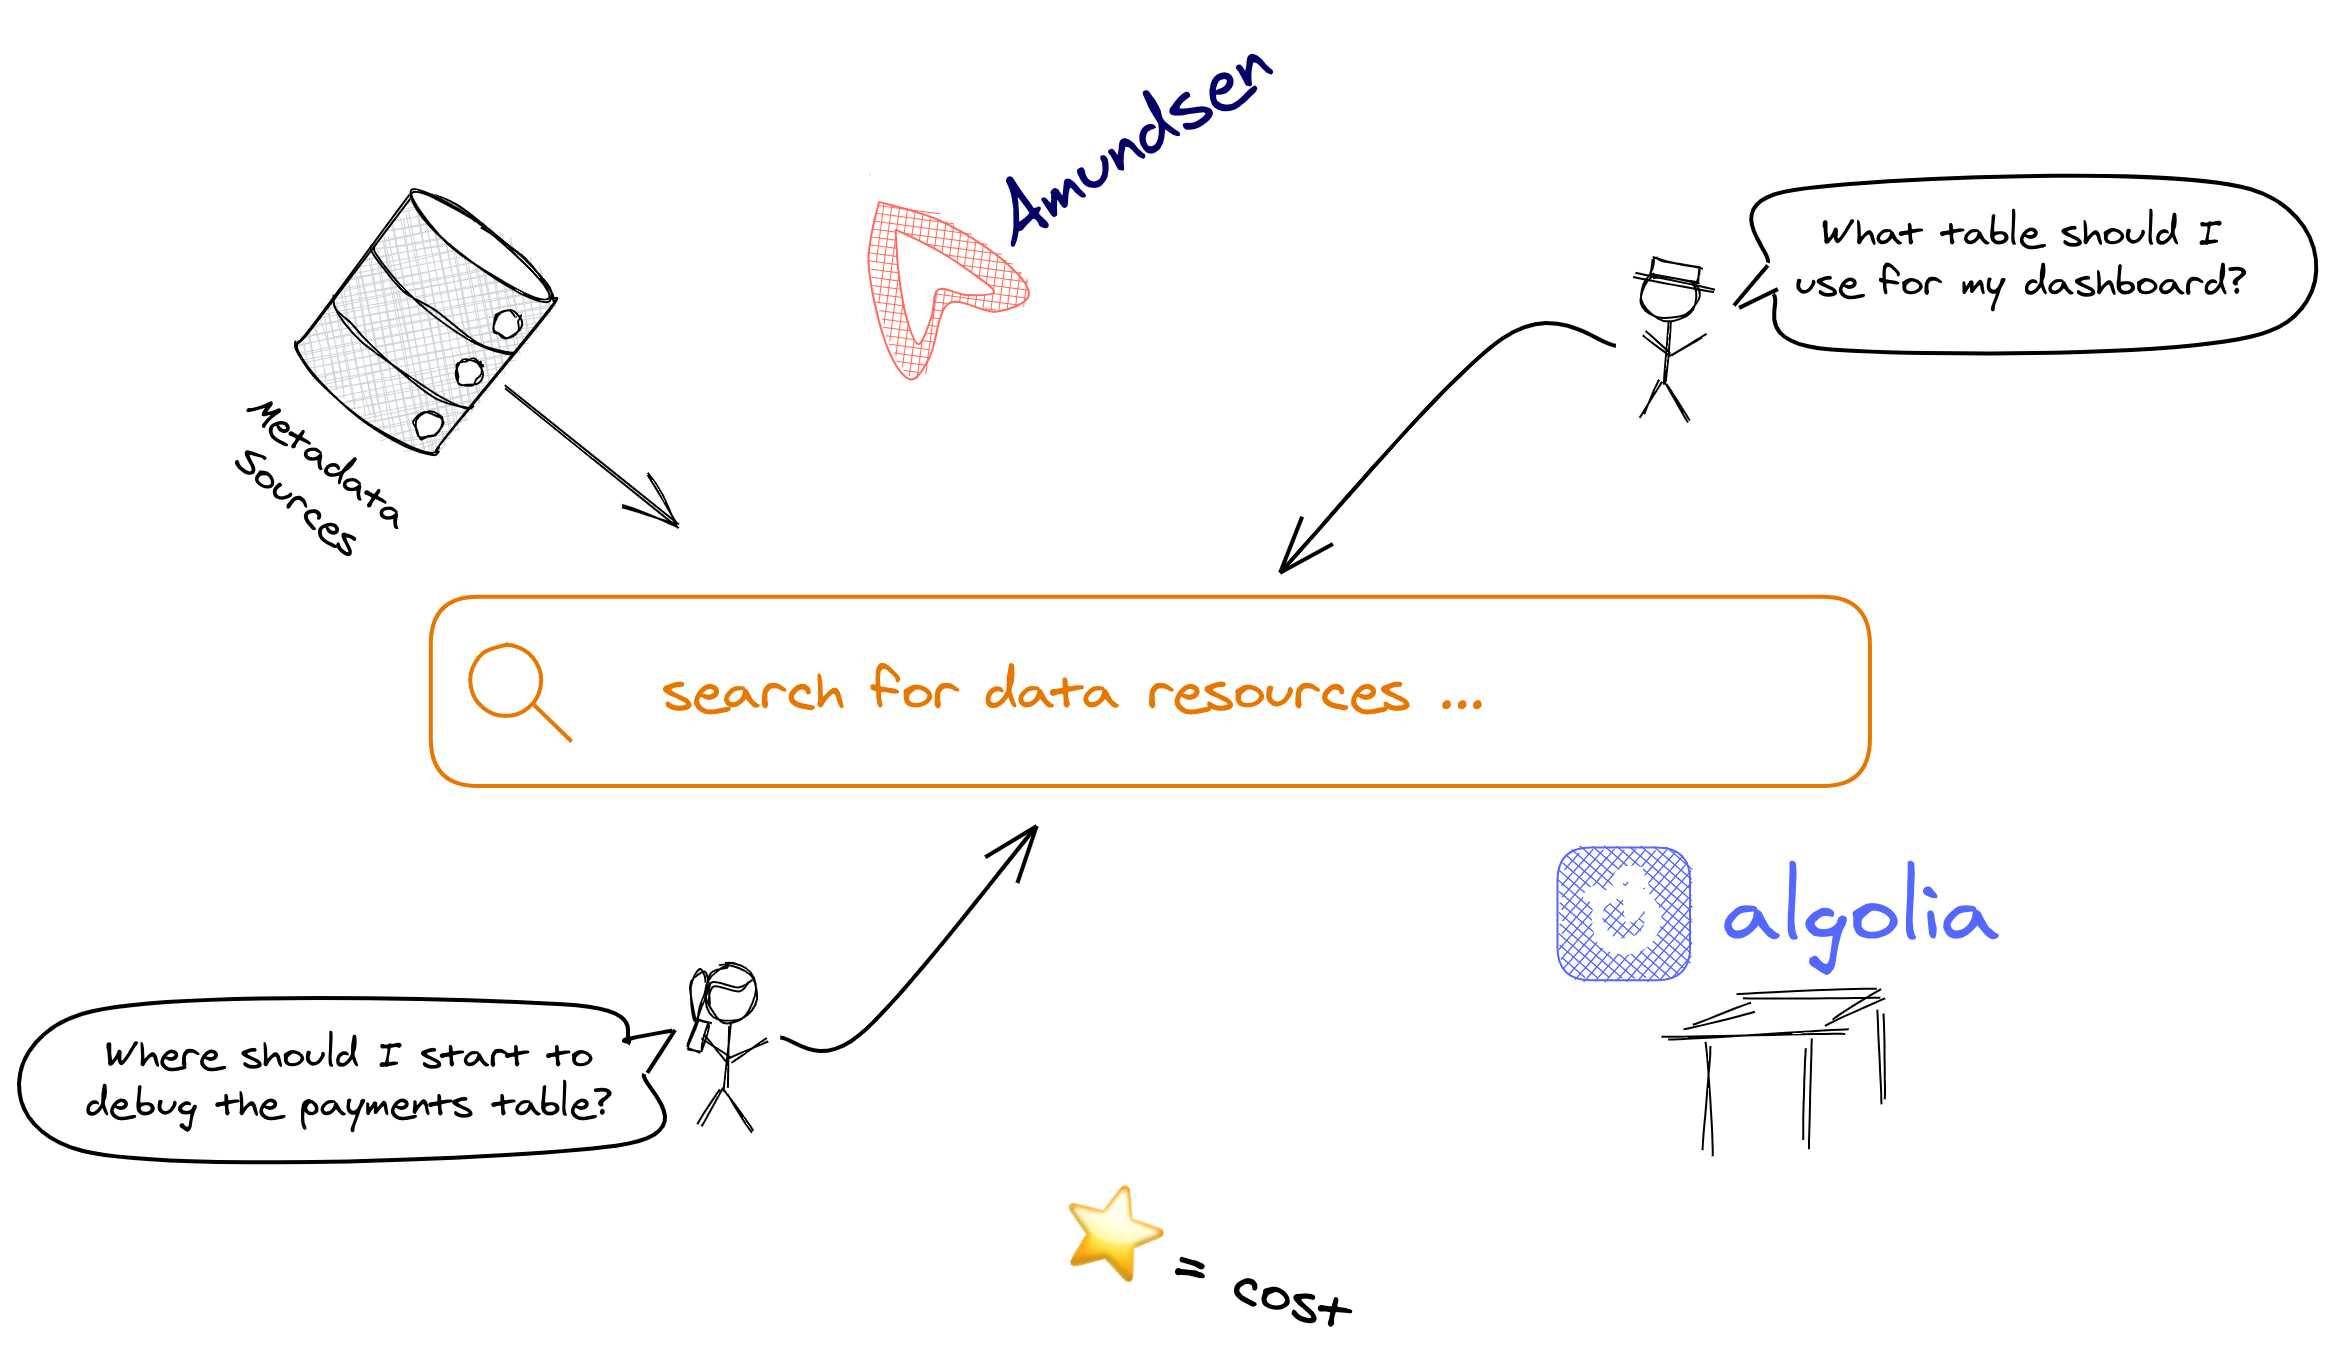 Amundsen
What table should I
use for my dashboard?
Metadata
Sources
search for data resources ...
algolia
Where should I start to
debug the payments table?
= cost